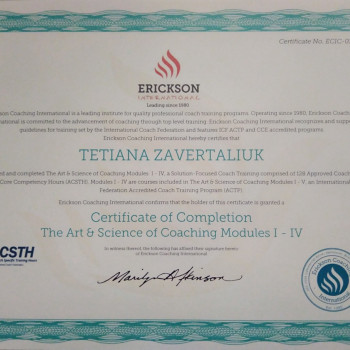 Certificate No. ECIC-0
ERICKSON
INTERNATIONAL
Leading since 1980
Erickson Coaching International is a leading institute for quality professional coach training programs. Operating since 1980, Erickson Coach
International is committed to the advancement of coaching through top level training. Erickson Coaching International recognizes and suppor
guidelines for training set by the International Coach Federation and features ICF ACTP and CCE accredited programs.
Erickson Coaching International hereby certifies that
TETIANA ZAVERTALIUK
and completed The Art & Science of Coaching Modules I - IV, a Solution-Focused Coach Training comprised of 128 Approved Coach
Core Competency Hours (ACSTH). Modules I - IV are courses included in The Art & Science of Coaching Modules I - V, an International
Federation Accredited Coach Training Program (ACTP).
Erickson Coaching International confirms that the holder of this certificate is granted a
Certificate of Completion
The Art & Science of Coaching Modules I - IV
In witness thereof, the following has affixed their signature hereto
of Erickson Coaching International
CSTH
Marilyn Atkinson
Erickson Coaching
International